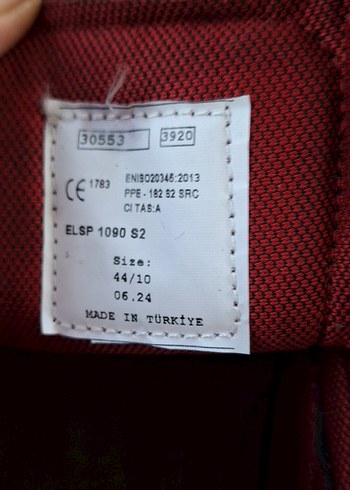 30553 3920
CE 1783 ENISO20345:2013
PPE - 182 S2 SRC
CI TAS:A
ELSP 1090 S2
Size:
44/10
06.24
MADE IN TÜRKİYE